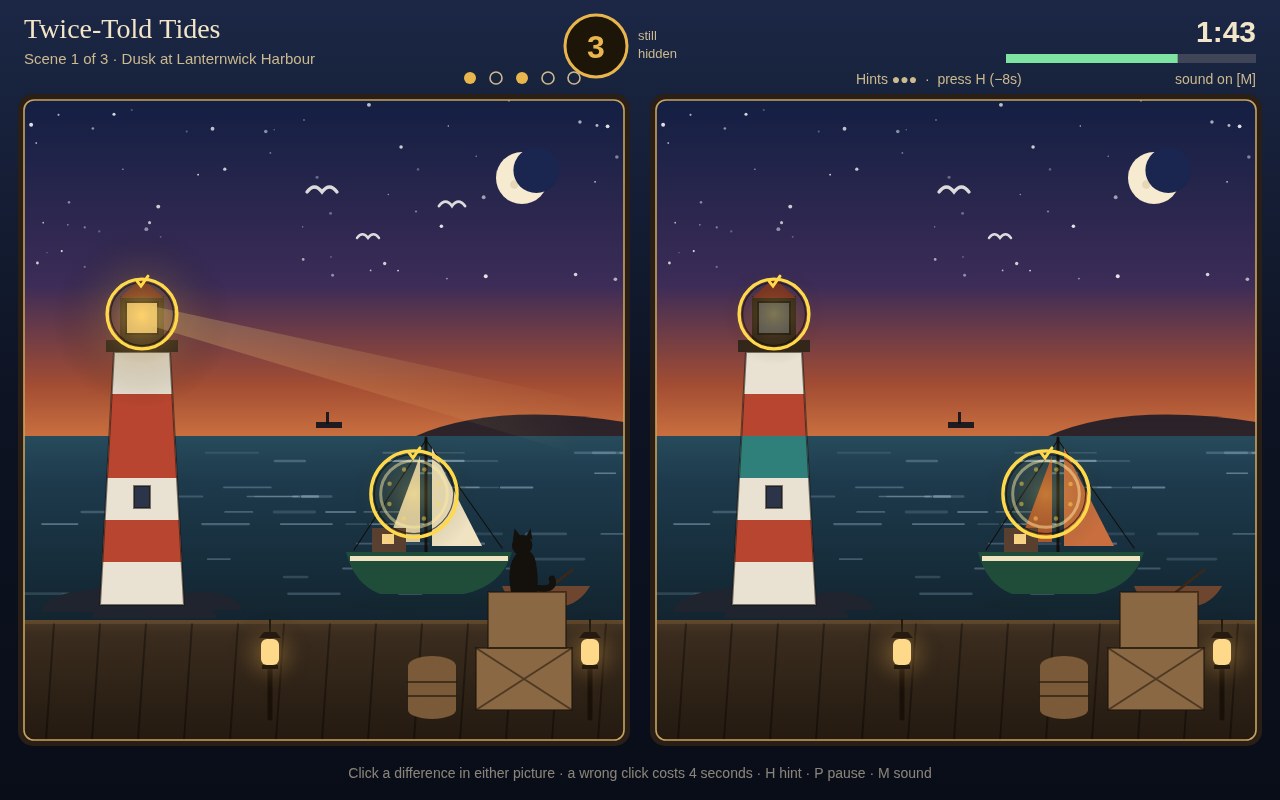 Twice-Told Tides
Scene 1 of 3 · Dusk at Lanternwick Harbour
3
still
hidden
1:43
Hints ●●● · press H (−8s)
sound on [M]
Click a difference in either picture · a wrong click costs 4 seconds · H hint · P pause · M sound